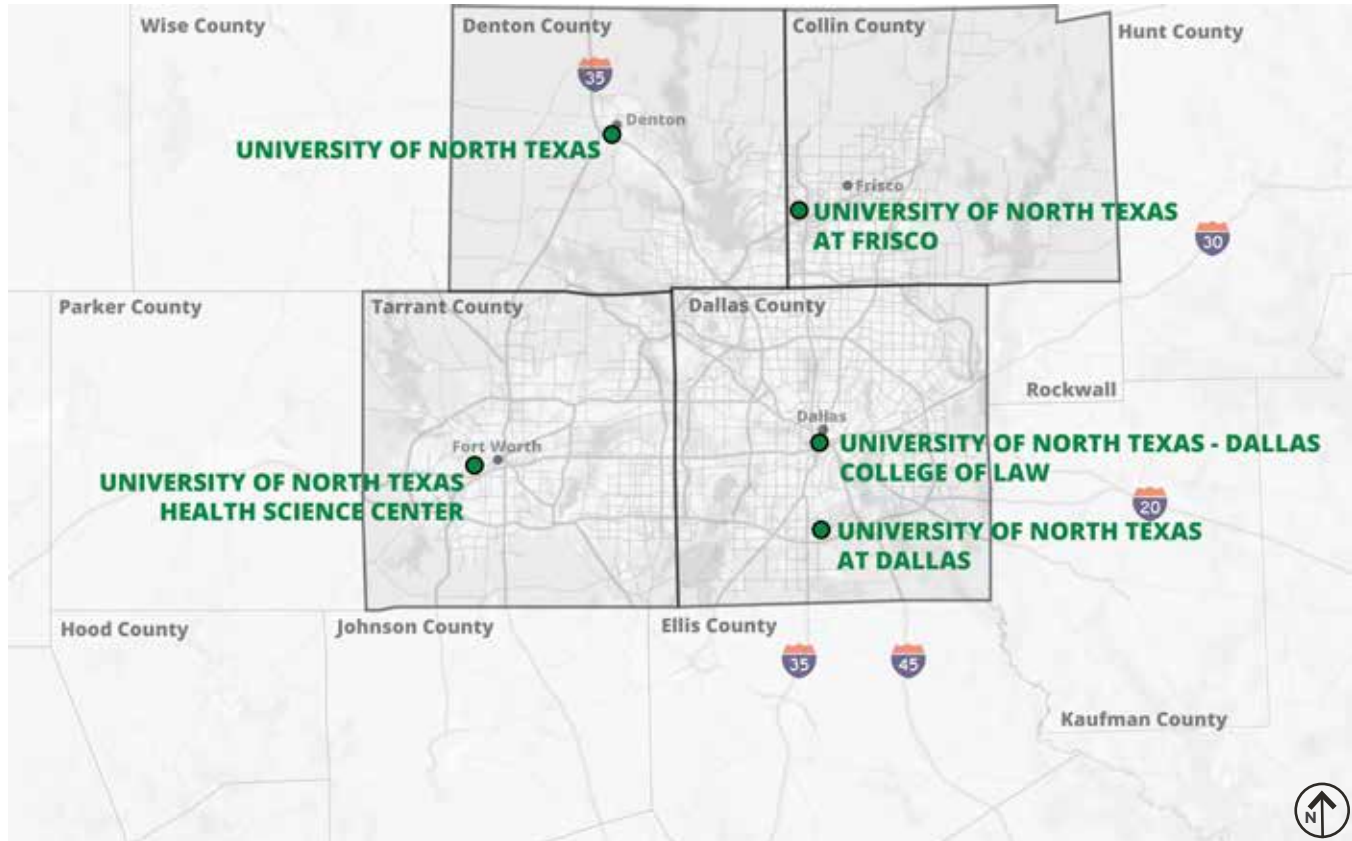 Wise County
Denton County
Collin County
Hunt County
35
Denton
UNIVERSITY OF NORTH TEXAS
Frisco
UNIVERSITY OF NORTH TEXAS
AT FRISCO
30
Parker County
Tarrant County
Dallas County
Rockwall
Dallas
UNIVERSITY OF NORTH TEXAS - DALLAS
COLLEGE OF LAW
Fort Worth
UNIVERSITY OF NORTH TEXAS
HEALTH SCIENCE CENTER
20
UNIVERSITY OF NORTH TEXAS
AT DALLAS
Hood County
Johnson County
Ellis County
35
45
Kaufman County
N